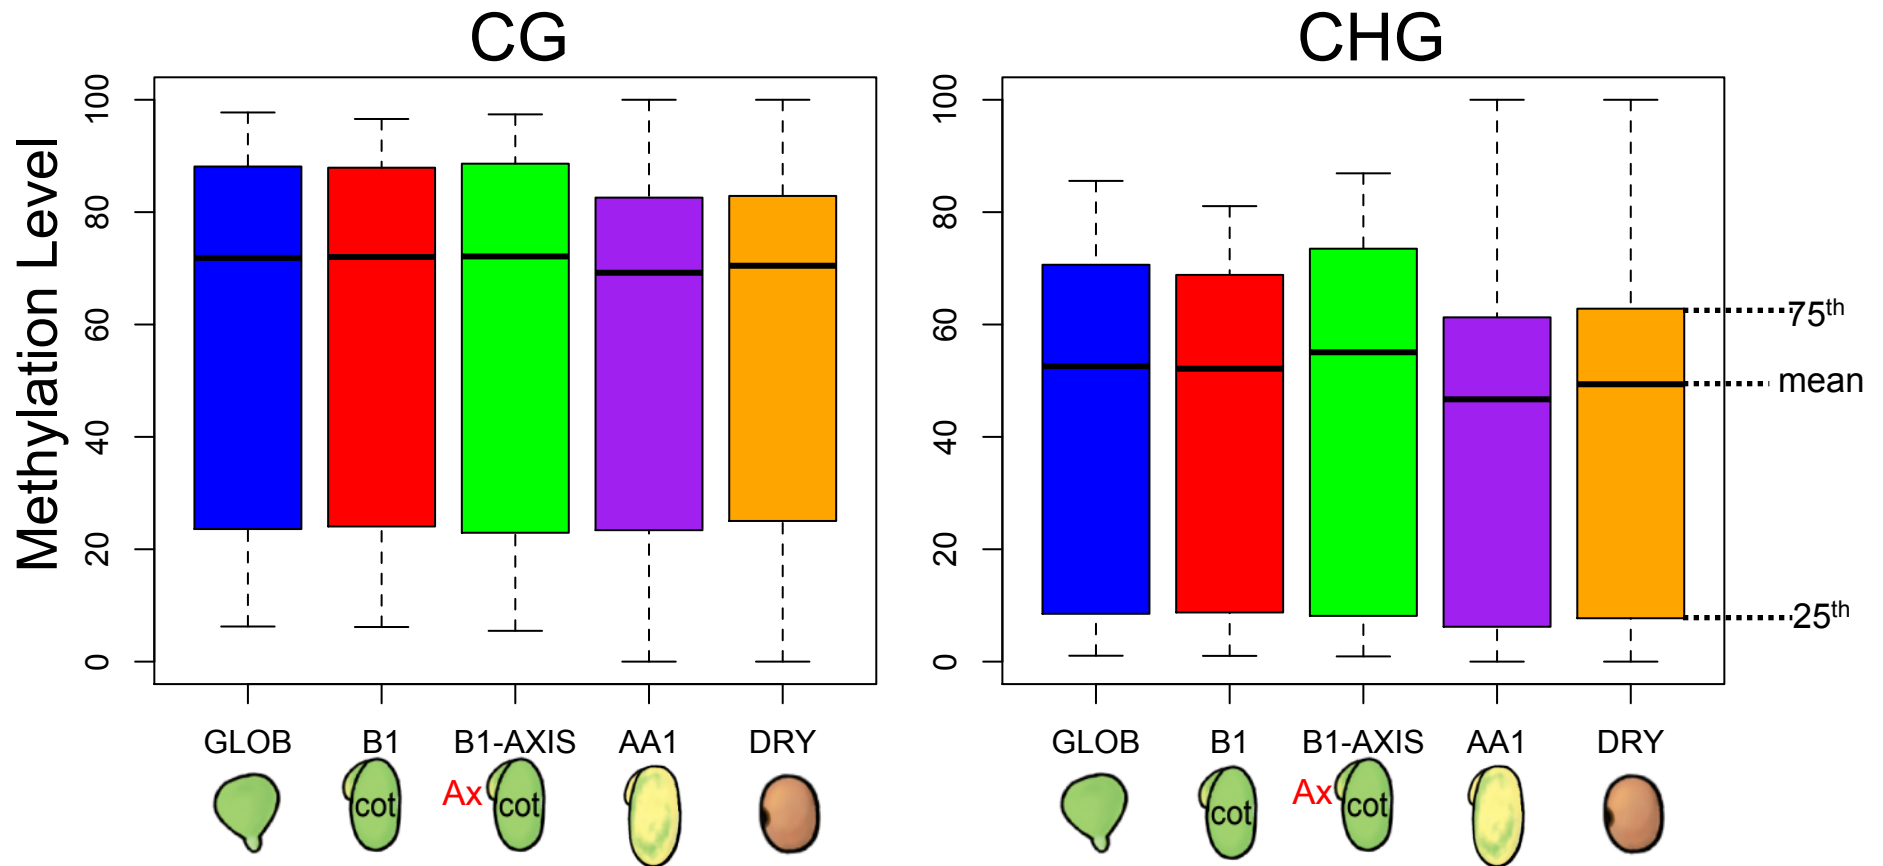 CG
CHG
Methylation Level
100
80
60
40
20
0
GLOB B1 B1-AXIS AA1 DRY
cot Ax cot
100
80
60
40
20
0
75th
mean
25th
GLOB B1 B1-AXIS AA1 DRY
cot Ax cot